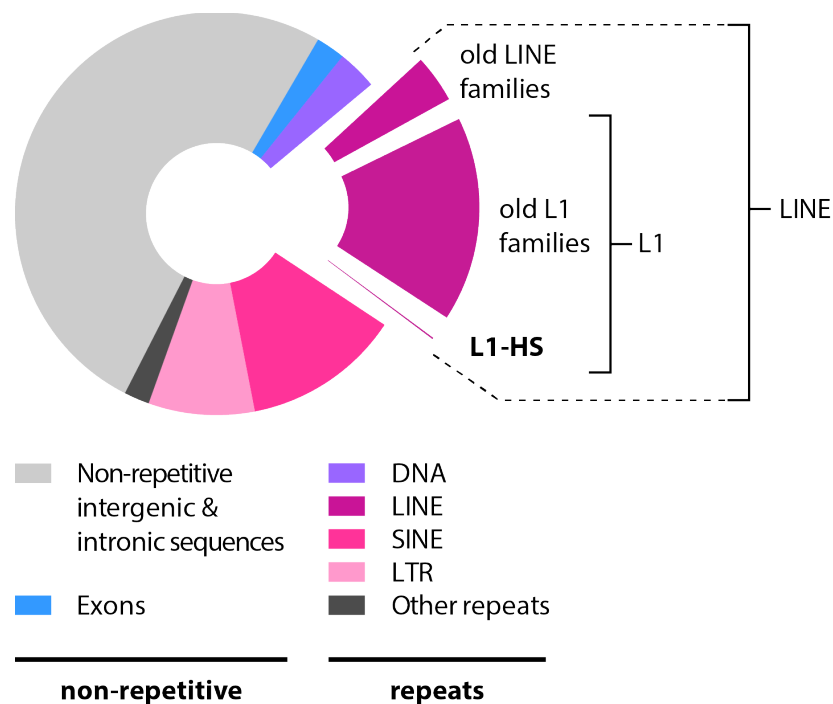 old LINE
families
old L1
families
L1
LINE
L1-HS
Non-repetitive
intergenic &
intronic sequences
Exons
non-repetitive
DNA
LINE
SINE
LTR
Other repeats
repeats